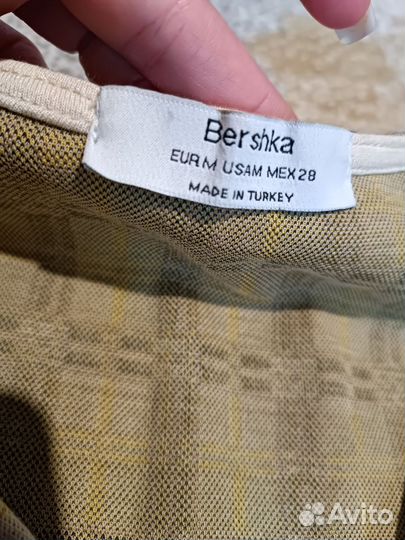 Bershka
EUR M USA M MEX 28
MADE IN TURKEY
Avito